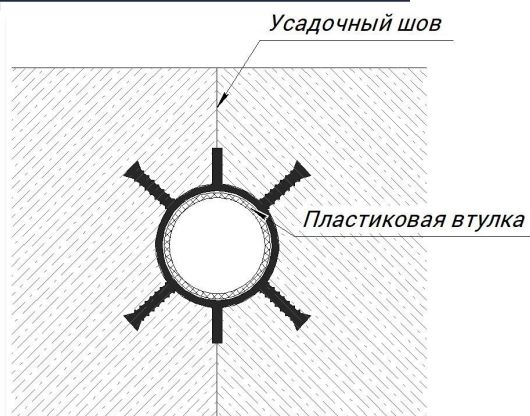 Усадочный шов
Пластиковая втулка